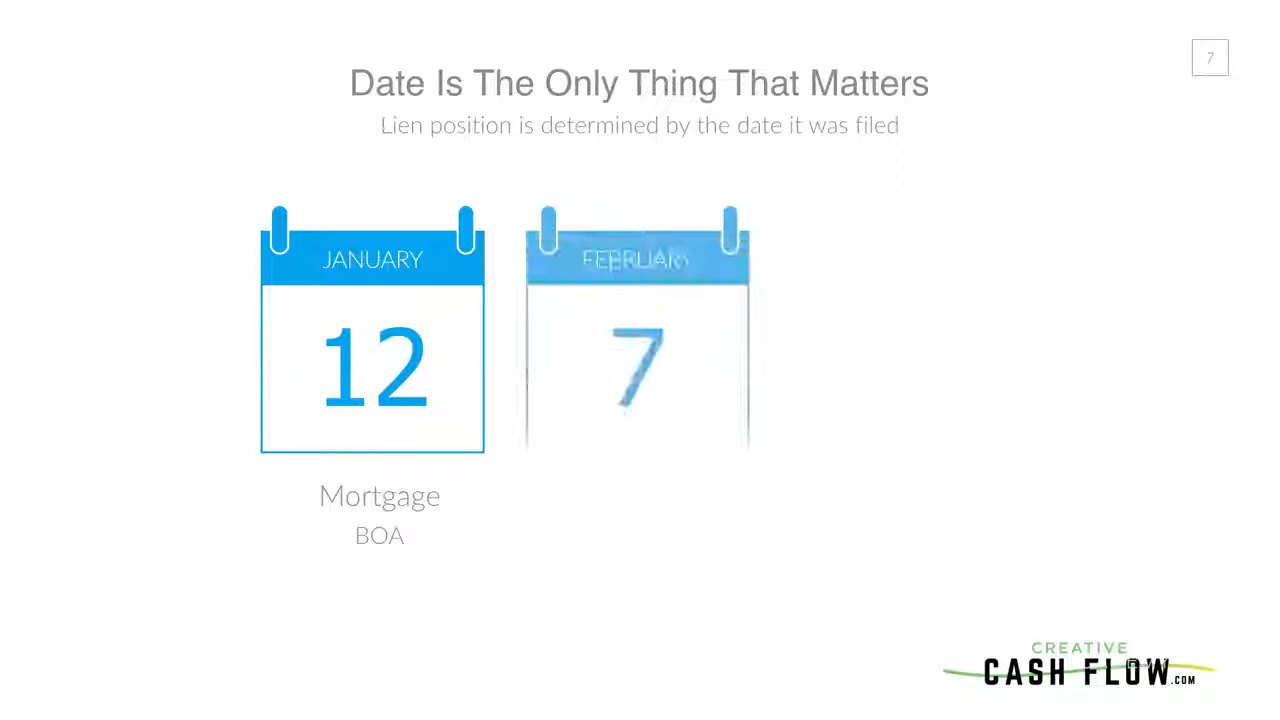 7
Date Is The Only Thing That Matters
Lien position is determined by the date it was filed
JANUARY
FEBRUARY
12
7
Mortgage
BOA
CREATIVE
CASH FLOW.COM